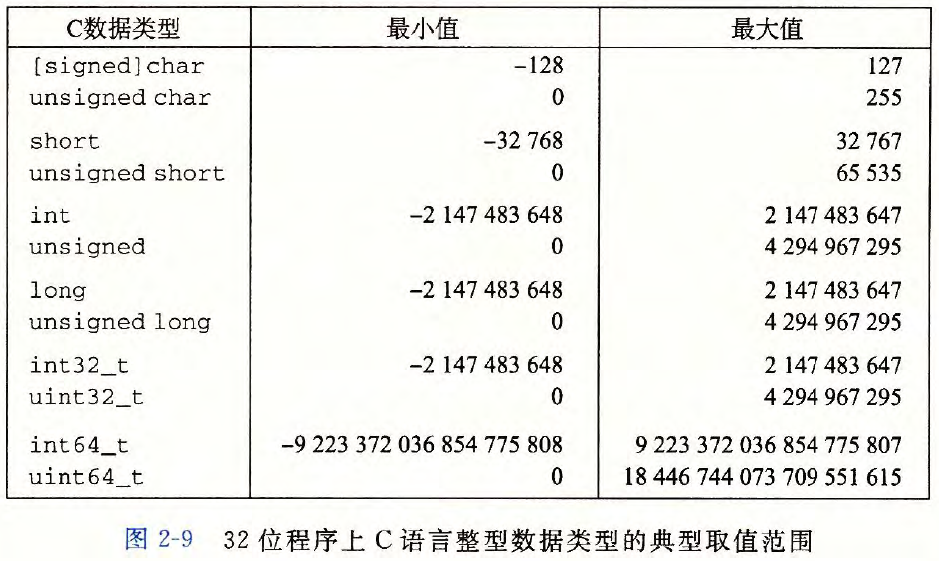 C数据类型 最小值 最大值
[signed]char -128 127
unsigned char 0 255
short -32 768 32 767
unsigned short 0 65 535
int -2 147 483 648 2 147 483 647
unsigned 0 4 294 967 295
long -2 147 483 648 2 147 483 647
unsigned long 0 4 294 967 295
int32_t -2 147 483 648 2 147 483 647
uint32_t 0 4 294 967 295
int64_t -9 223 372 036 854 775 808 9 223 372 036 854 775 807
uint64_t 0 18 446 744 073 709 551 615
图 2-9 32 位程序上 C 语言整型数据类型的典型取值范围